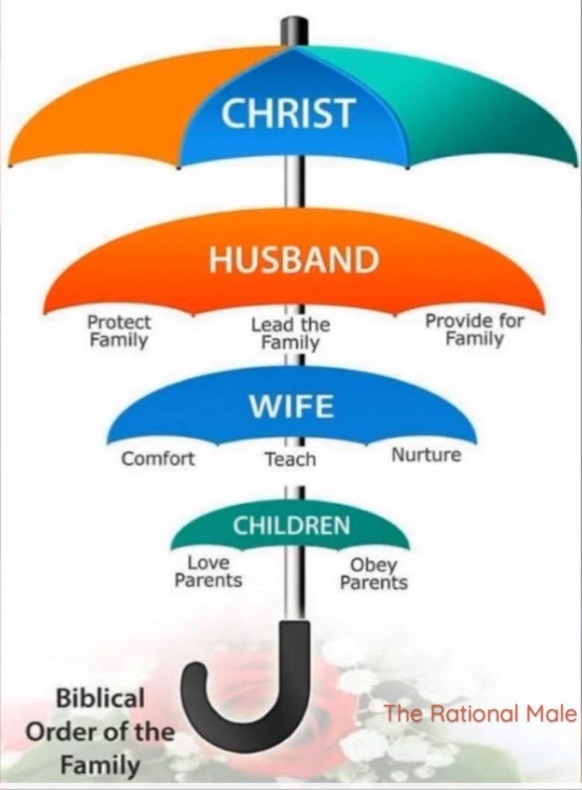 CHRIST
HUSBAND
Protect
Family
Lead the
Family
Provide for
Family
WIFE
Comfort
Teach
Nurture
CHILDREN
Love
Parents
Obey
Parents
Biblical
Order of the
Family
The Rational Male